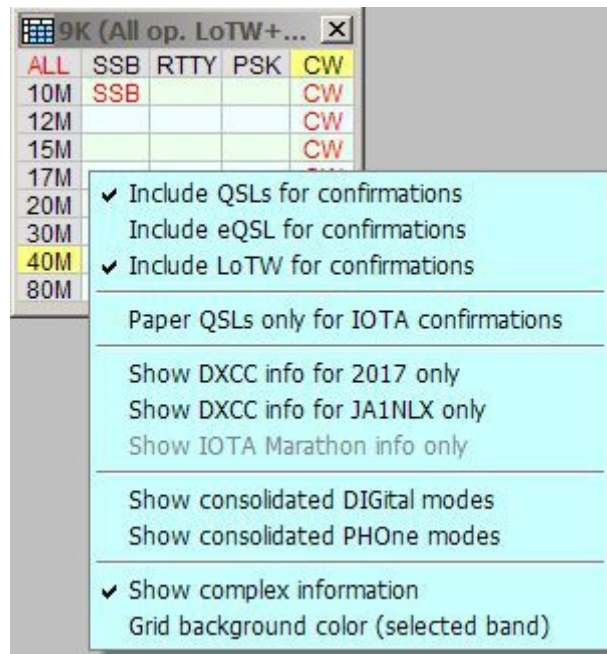 9K (All op. LoTW+...
ALL SSB RTTY PSK CW
10M SSB CW
12M CW
15M CW
17M
20M
30M
40M
80M
Include QSLs for confirmations
Include eQSL for confirmations
Include LoTW for confirmations
Paper QSLs only for IOTA confirmations
Show DXCC info for 2017 only
Show DXCC info for JA1NLX only
Show IOTA Marathon info only
Show consolidated DIGital modes
Show consolidated PHOne modes
Show complex information
Grid background color (selected band)